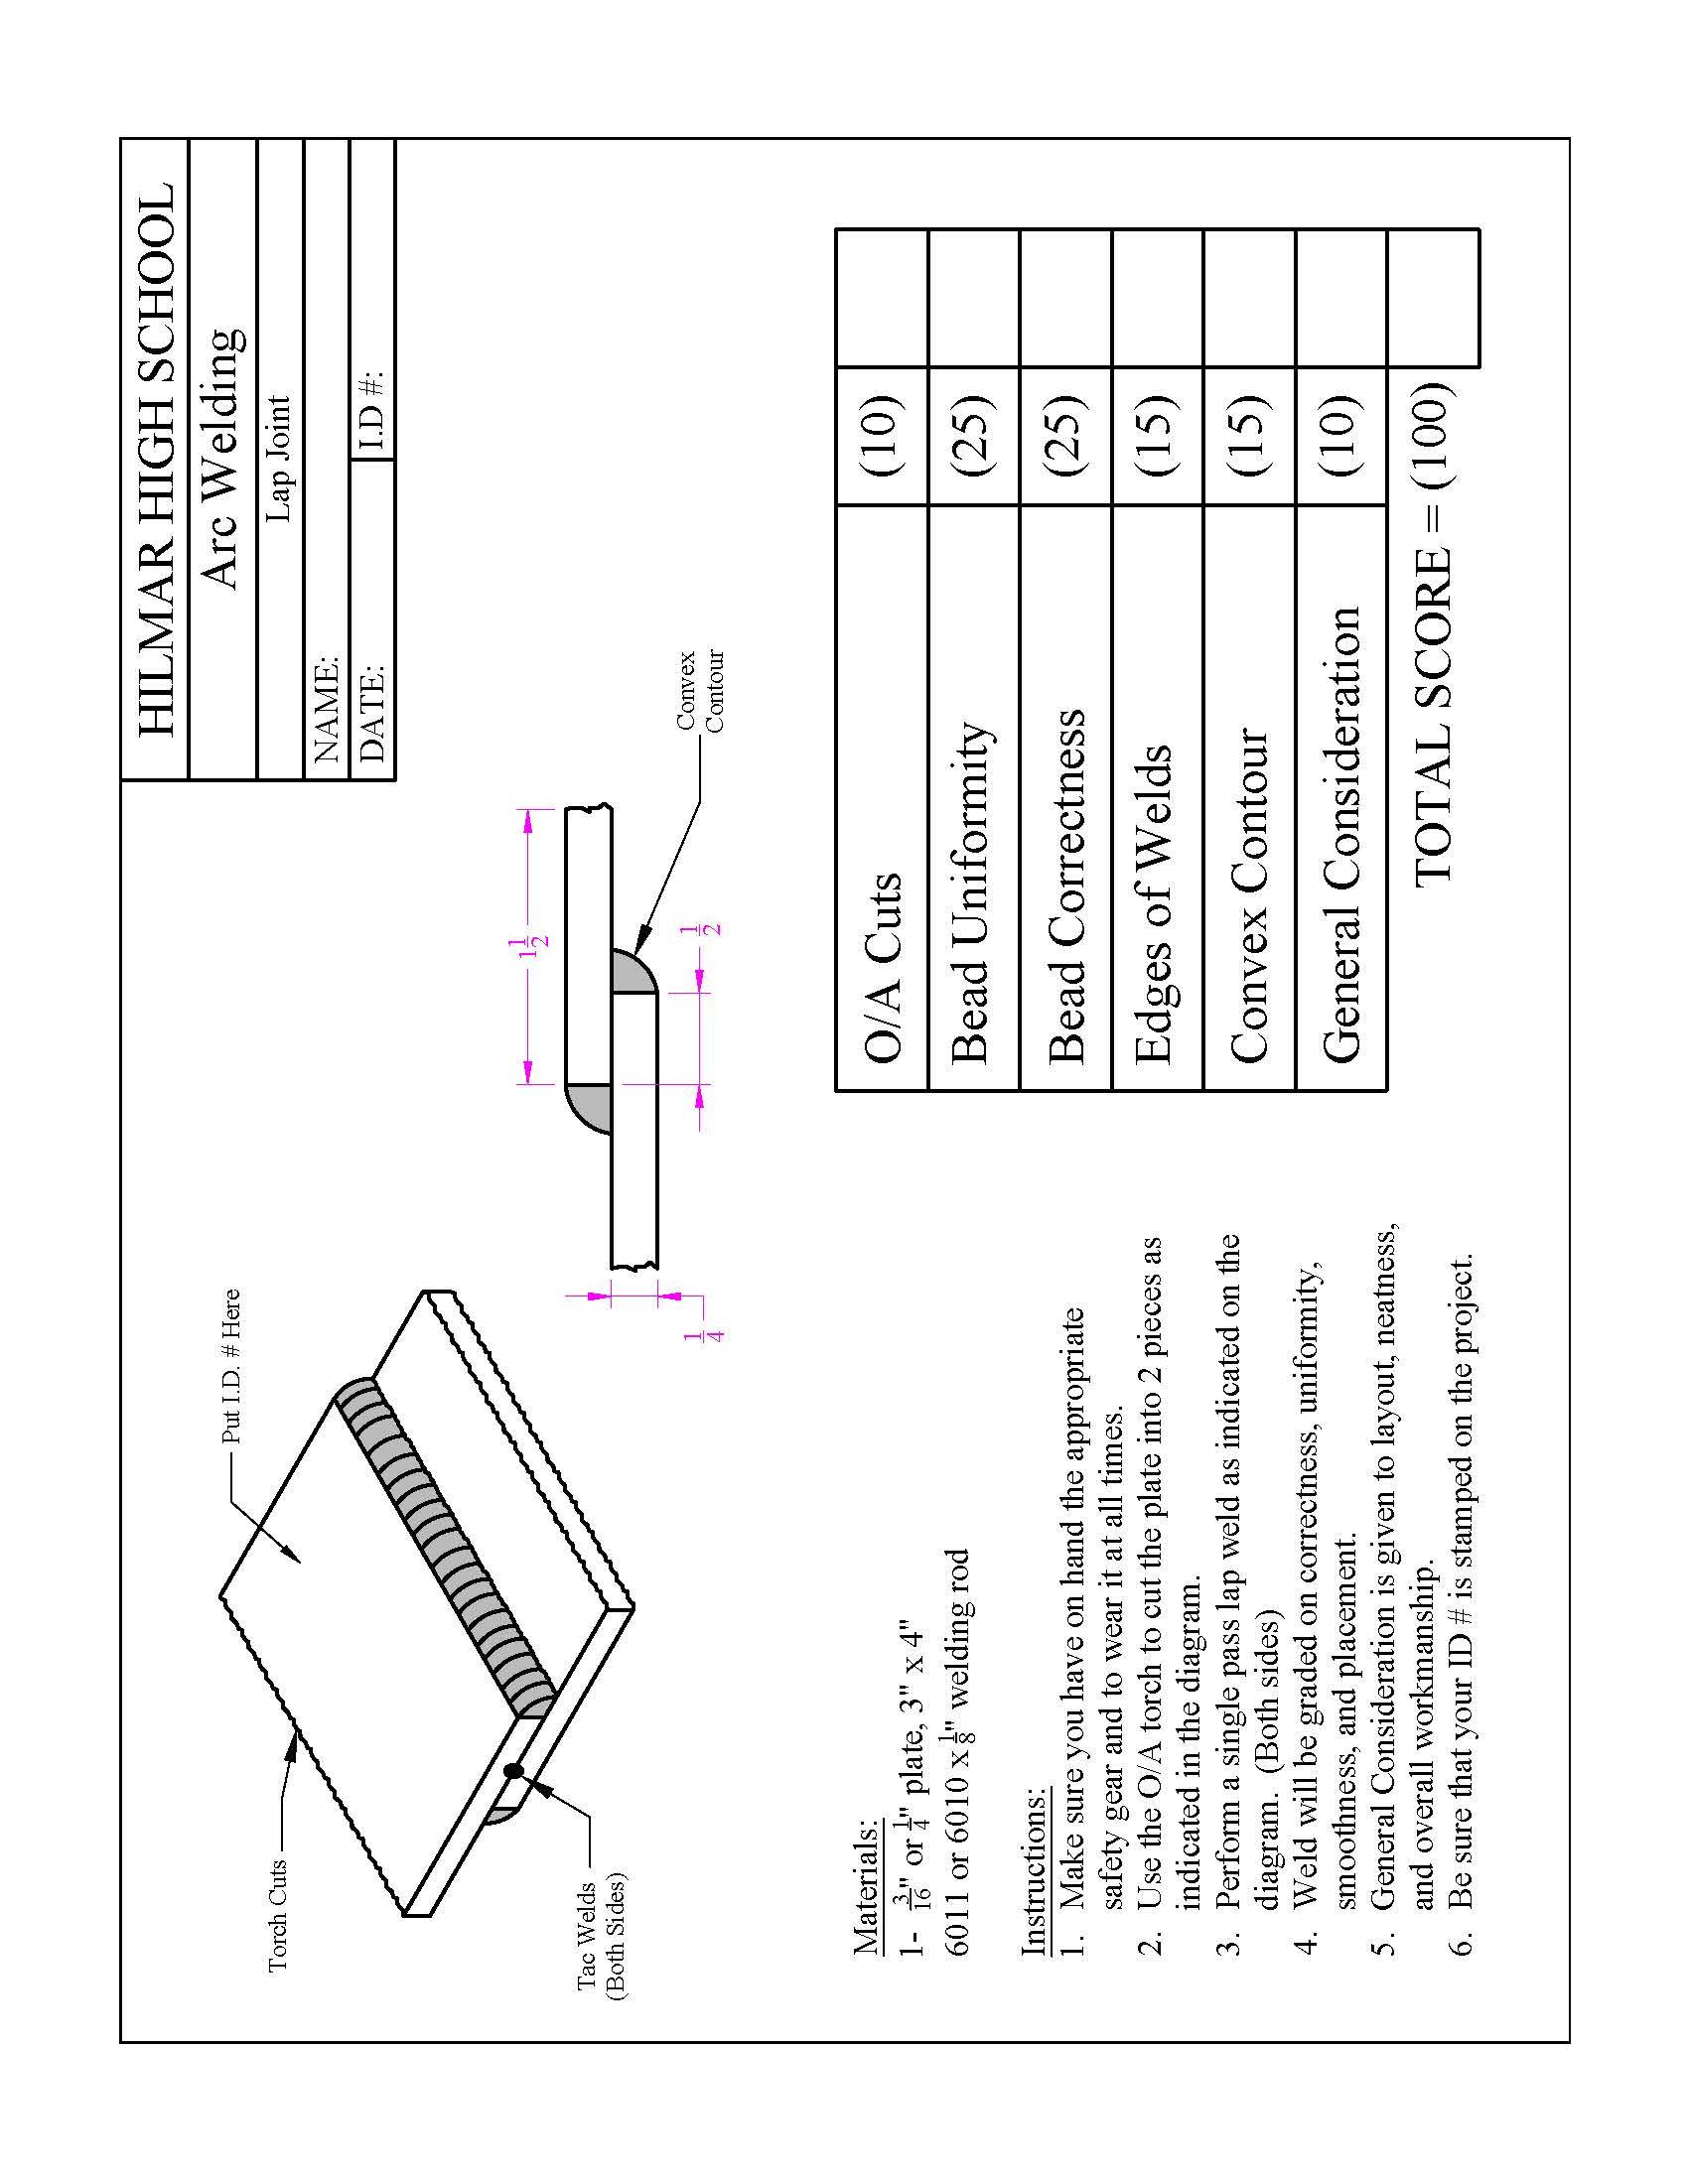 HILMAR HIGH SCHOOL
Arc Welding
Lap Joint
NAME:
DATE:
I.D #:
Put I.D. # Here
Torch Cuts
Tac Welds
(Both Sides)
1 1/2
1/2
1/4
Convex
Contour
Materials:
1- 3/16" or 1/4" plate, 3" x 4"
6011 or 6010 x 1/8" welding rod
Instructions:
1. Make sure you have on hand the appropriate
safety gear and to wear it at all times.
2. Use the O/A torch to cut the plate into 2 pieces as
indicated in the diagram.
3. Perform a single pass lap weld as indicated on the
diagram. (Both sides)
4. Weld will be graded on correctness, uniformity,
smoothness, and placement.
5. General Consideration is given to layout, neatness,
and overall workmanship.
6. Be sure that your ID # is stamped on the project.
O/A Cuts (10)
Bead Uniformity (25)
Bead Correctness (25)
Edges of Welds (15)
Convex Contour (15)
General Consideration (10)
TOTAL SCORE = (100)